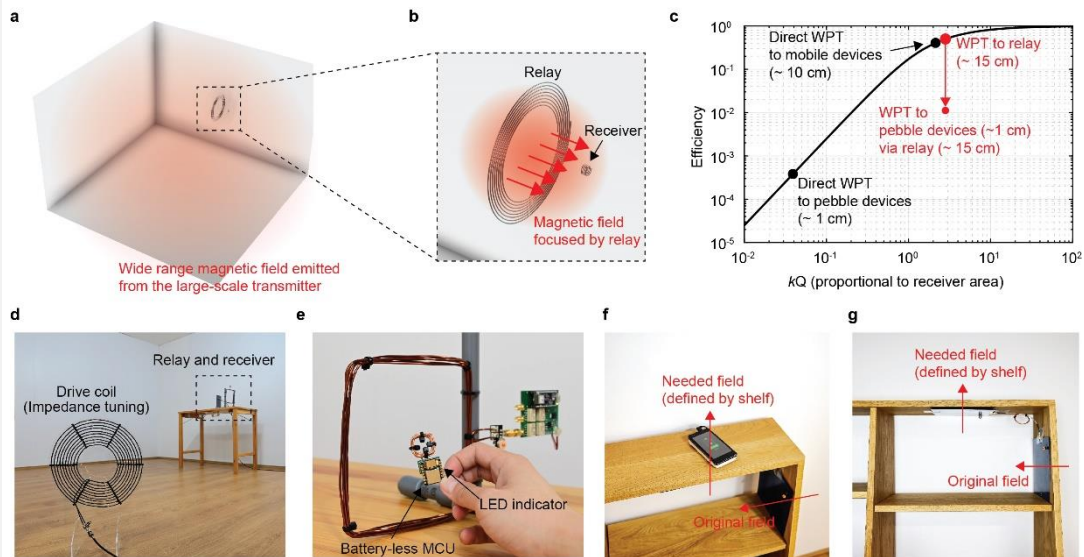 a
Wide range magnetic field emitted
from the large-scale transmitter
b
Relay
Receiver
Magnetic field
focused by relay
c
Efficiency
10^0
10^-1
10^-2
10^-3
10^-4
10^-5
Direct WPT
to mobile devices
(~ 10 cm)
WPT to relay
(~ 15 cm)
WPT to
pebble devices (~1 cm)
via relay (~ 15 cm)
Direct WPT
to pebble devices
(~ 1 cm)
10^-2 10^-1 10^0 10^1 10^2
kQ (proportional to receiver area)
d
Relay and receiver
Drive coil
(Impedance tuning)
e
LED indicator
Battery-less MCU
f
Needed field
(defined by shelf)
Original field
g
Needed field
(defined by shelf)
Original field